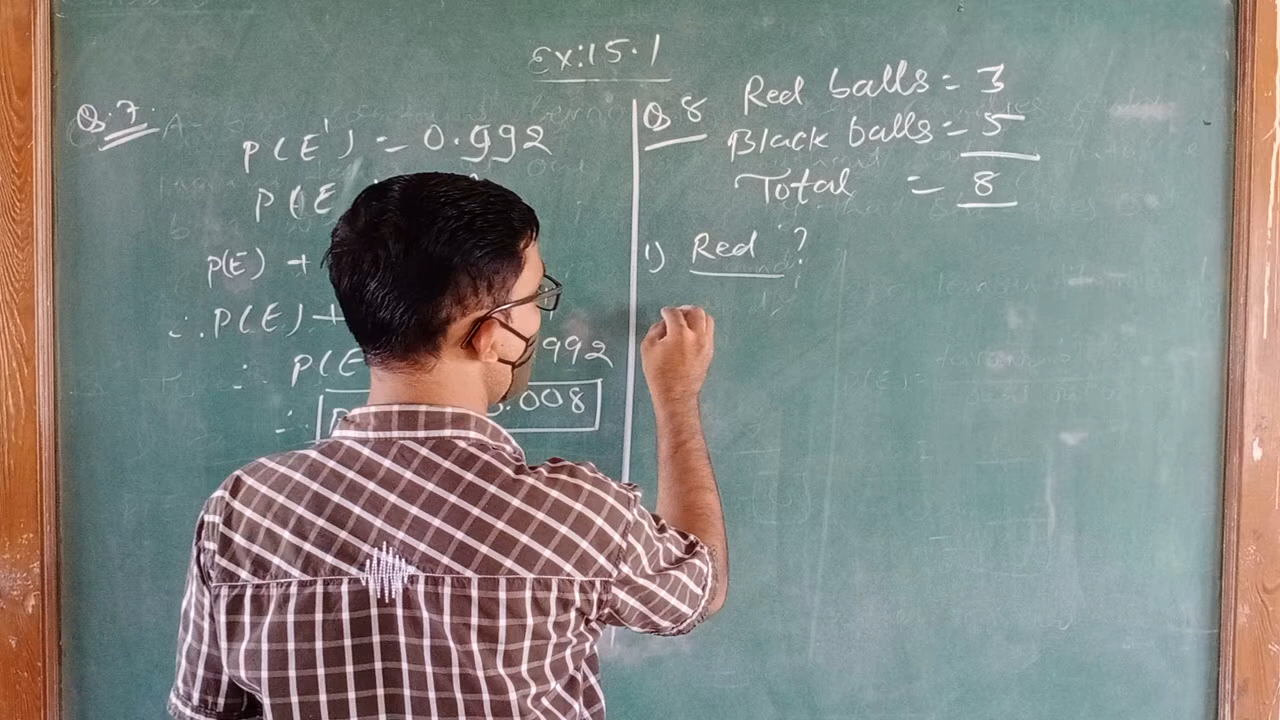 Ex:15.1
Q.7.
P(E') = 0.992
P(E
P(E) +
∴ P(E) +
∴ P(E 992
∴ P 0.008
Q 8 Red balls = 3
Black balls = 5
Total = 8
1) Red ?